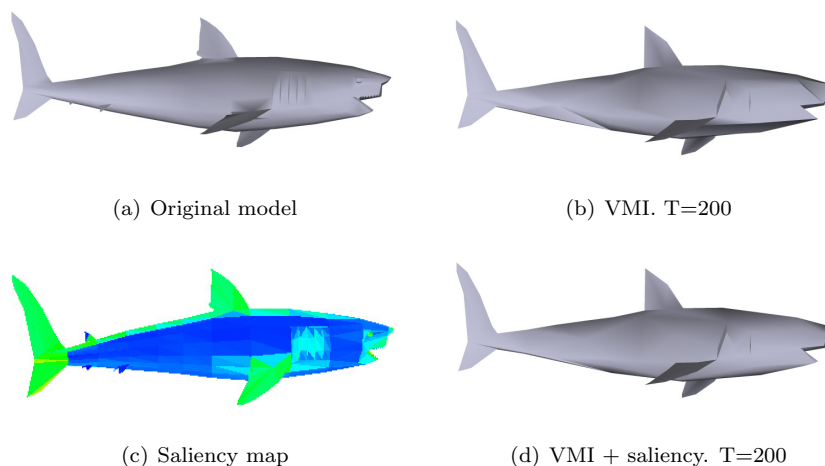 (a) Original model
(b) VMI. T=200
(c) Saliency map
(d) VMI + saliency. T=200